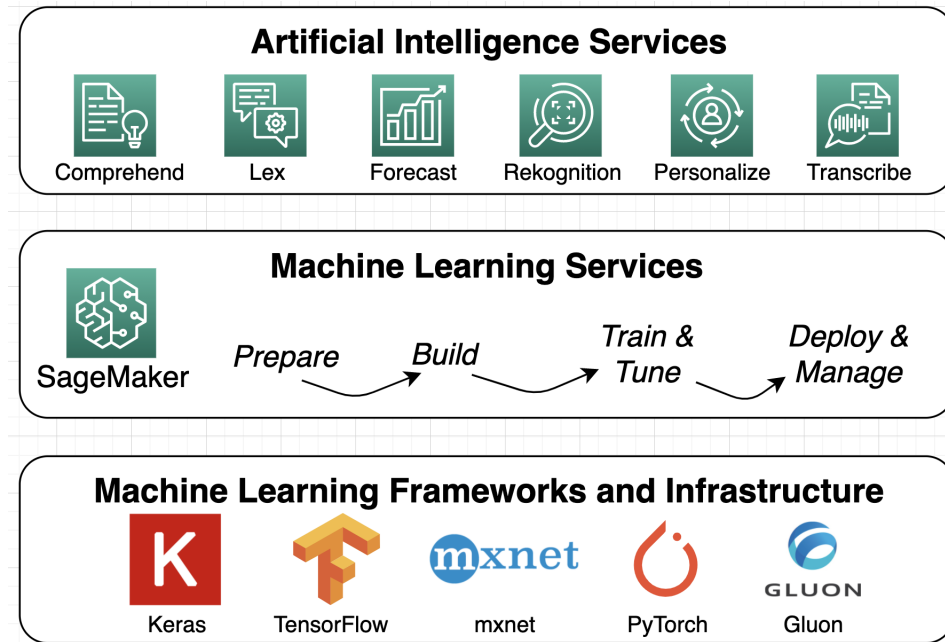 Artificial Intelligence Services
Comprehend
Lex
Forecast
Rekognition
Personalize
Transcribe
Machine Learning Services
SageMaker
Prepare
Build
Train &
Tune
Deploy &
Manage
Machine Learning Frameworks and Infrastructure
K
mxnet
GLUON
Keras
TensorFlow
mxnet
PyTorch
Gluon